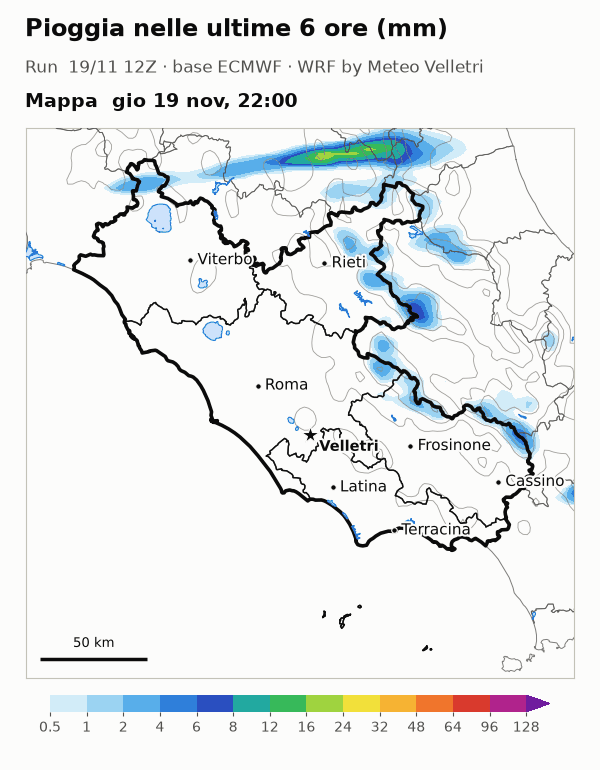 Pioggia nelle ultime 6 ore (mm)
Run 19/11 12Z · base ECMWF · WRF by Meteo Velletri
Mappa gio 19 nov, 22:00
Viterbo
Rieti
Roma
Velletri
Frosinone
Latina
Cassino
Terracina
50 km
0.5 1 2 4 6 8 12 16 24 32 48 64 96 128